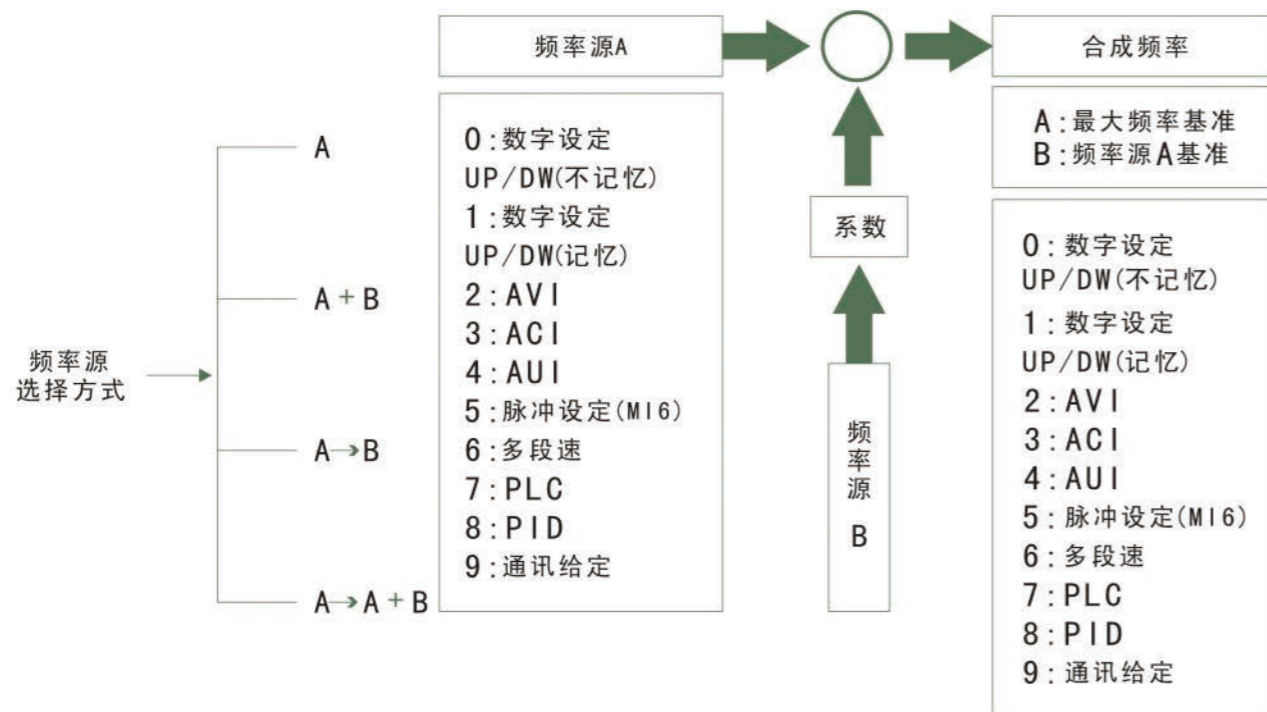 频率源
选择方式
A
A + B
A→B
A→A + B
频率源A
0:数字设定
UP/DW(不记忆)
1:数字设定
UP/DW(记忆)
2:AVI
3:ACI
4:AUI
5:脉冲设定(MI6)
6:多段速
7:PLC
8:PID
9:通讯给定
系数
频率源 B
合成频率
A:最大频率基准
B:频率源A基准
0:数字设定
UP/DW(不记忆)
1:数字设定
UP/DW(记忆)
2:AVI
3:ACI
4:AUI
5:脉冲设定(MI6)
6:多段速
7:PLC
8:PID
9:通讯给定